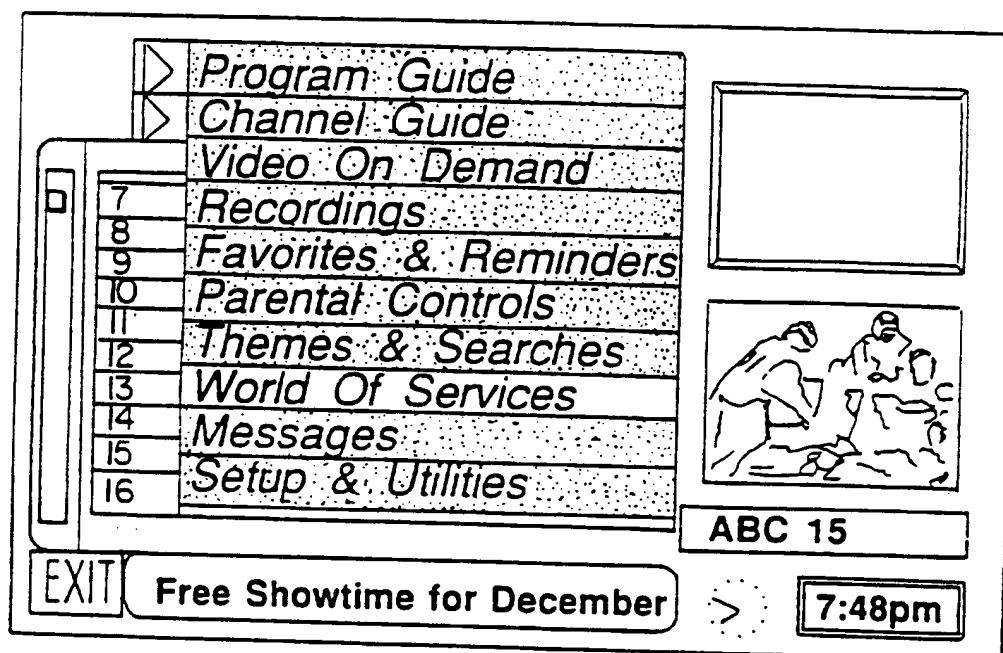 Program Guide
Channel Guide
Video On Demand
7 Recordings
8
9 Favorites & Reminders
10 Parental Controls
11
12 Themes & Searches
13 World Of Services
14
15 Messages
16 Setup & Utilities
ABC 15
EXIT
Free Showtime for December
>
7:48pm